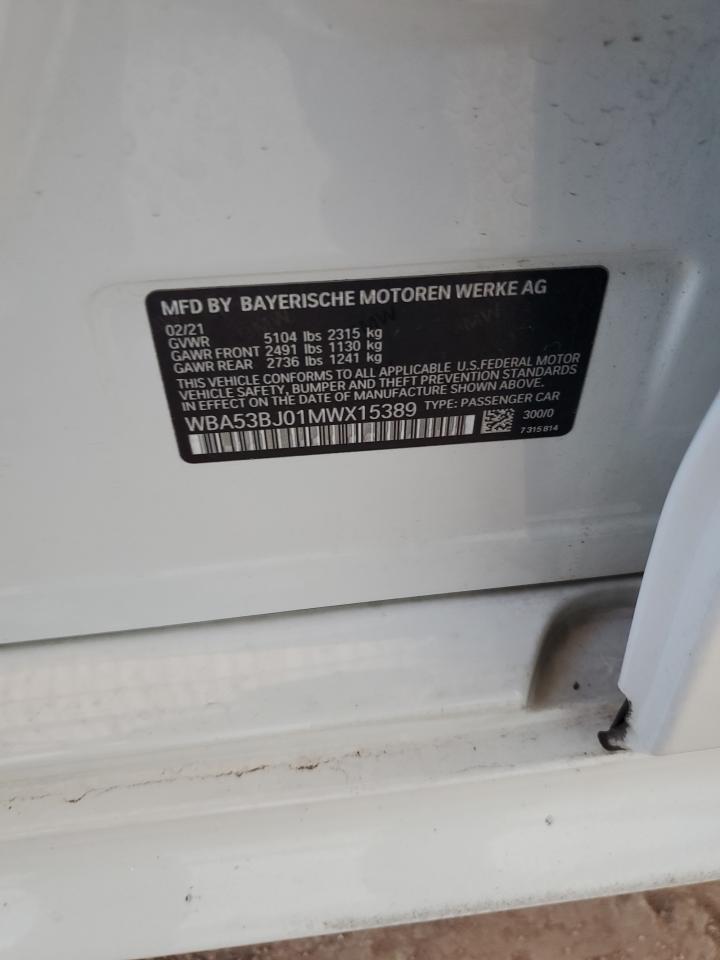 MFD BY BAYERISCHE MOTOREN WERKE AG
02/21
GVWR 5104 lbs 2315 kg
GAWR FRONT 2491 lbs 1130 kg
GAWR REAR 2736 lbs 1241 kg
THIS VEHICLE CONFORMS TO ALL APPLICABLE U.S.FEDERAL MOTOR
VEHICLE SAFETY, BUMPER AND THEFT PREVENTION STANDARDS
IN EFFECT ON THE DATE OF MANUFACTURE SHOWN ABOVE.
WBA53BJ01MWX15389 TYPE: PASSENGER CAR
300/0
7315814